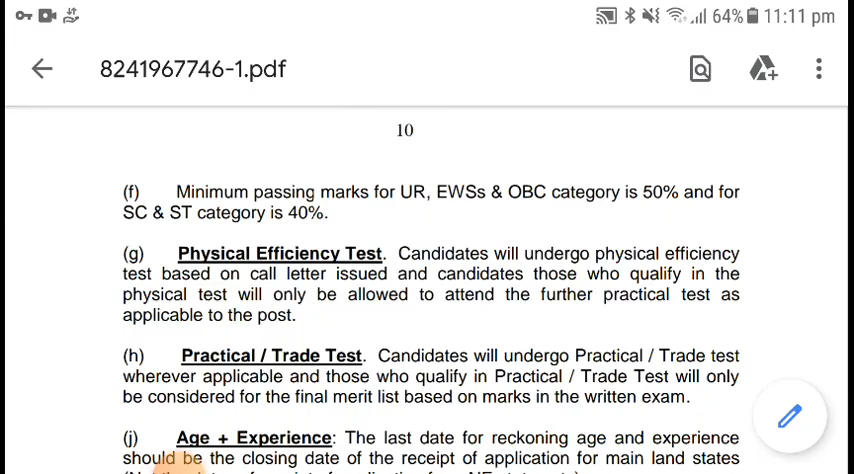 64% 11:11 pm
8241967746-1.pdf
10
(f) Minimum passing marks for UR, EWSs & OBC category is 50% and for
SC & ST category is 40%.
(g) Physical Efficiency Test. Candidates will undergo physical efficiency
test based on call letter issued and candidates those who qualify in the
physical test will only be allowed to attend the further practical test as
applicable to the post.
(h) Practical / Trade Test. Candidates will undergo Practical / Trade test
wherever applicable and those who qualify in Practical / Trade Test will only
be considered for the final merit list based on marks in the written exam.
(j) Age + Experience: The last date for reckoning age and experience
should be the closing date of the receipt of application for main land states